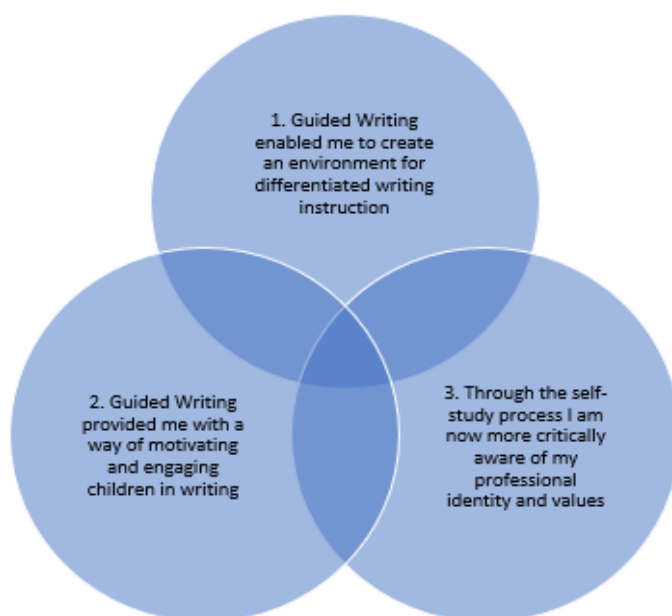 1. Guided Writing
enabled me to create
an environment for
differentiated writing
instruction
2. Guided Writing
provided me with a
way of motivating
and engaging
children in writing
3. Through the self-
study process I am
now more critically
aware of my
professional
identity and values